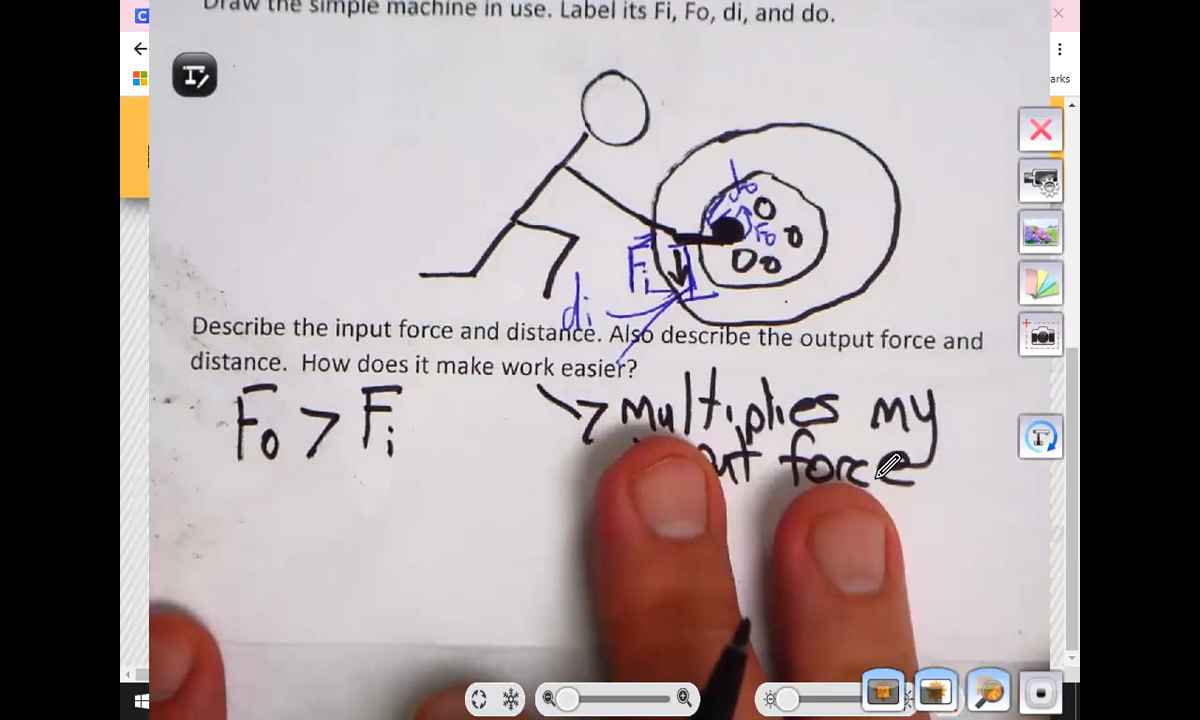 Draw the simple machine in use. Label its Fi, Fo, di, and do.
arks
do
Fo
Fi
di
Describe the input force and distance. Also describe the output force and
distance. How does it make work easier?
Fo > Fi
Multiplies my
force